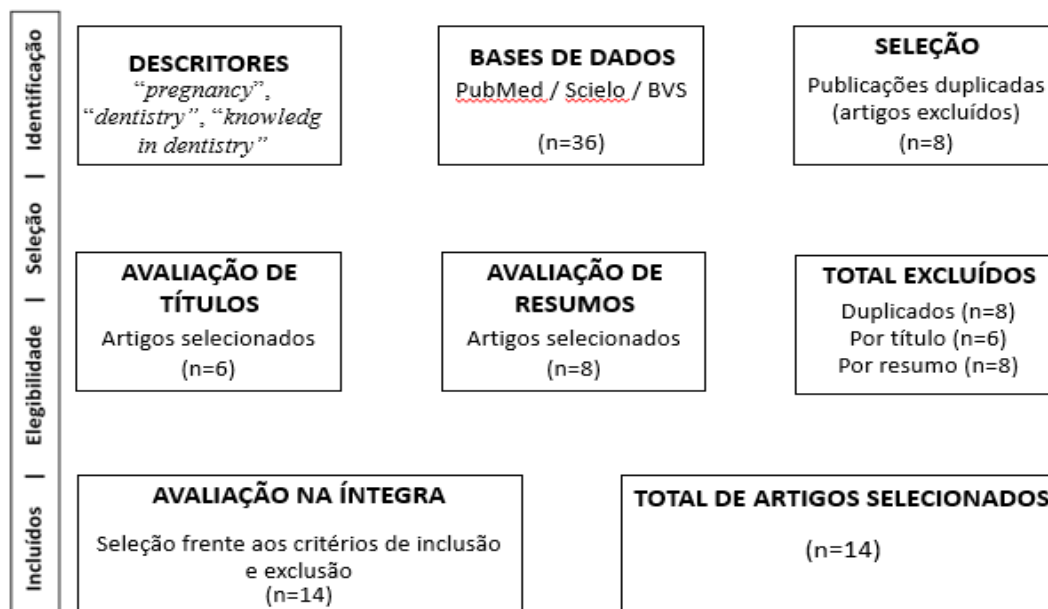 Identificação | Seleção | Elegibilidade | Incluídos
DESCRITORES
“pregnancy”,
“dentistry”, “knowledg
in dentistry”
BASES DE DADOS
PubMed / Scielo / BVS
(n=36)
SELEÇÃO
Publicações duplicadas
(artigos excluídos)
(n=8)
AVALIAÇÃO DE
TÍTULOS
Artigos selecionados
(n=6)
AVALIAÇÃO DE
RESUMOS
Artigos selecionados
(n=8)
TOTAL EXCLUÍDOS
Duplicados (n=8)
Por título (n=6)
Por resumo (n=8)
AVALIAÇÃO NA ÍNTEGRA
Seleção frente aos critérios de inclusão
e exclusão
(n=14)
TOTAL DE ARTIGOS SELECIONADOS
(n=14)